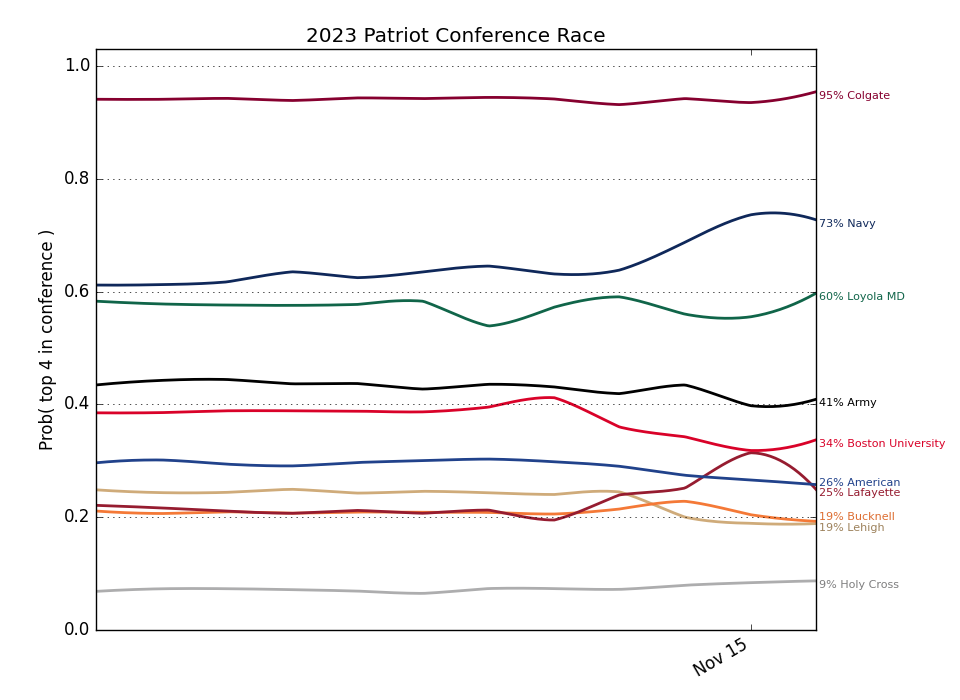 2023 Patriot Conference Race
Prob( top 4 in conference )
1.0
0.8
0.6
0.4
0.2
0.0
95% Colgate
73% Navy
60% Loyola MD
41% Army
34% Boston University
26% American
25% Lafayette
19% Bucknell
19% Lehigh
9% Holy Cross
Nov 15